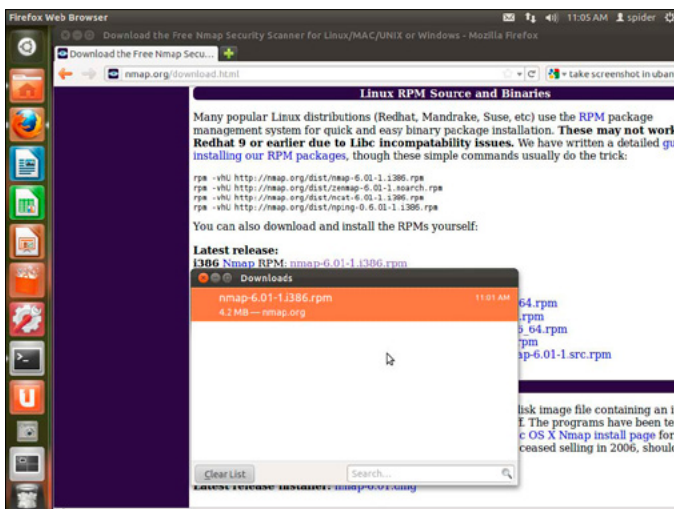 Firefox Web Browser
11:05 AM spider
Download the Free Nmap Security Scanner for Linux/MAC/UNIX or Windows - Mozilla Firefox
Download the Free Nmap Secu...
nmap.org/download.html
take screenshot in uban
Linux RPM Source and Binaries
Many popular Linux distributions (Redhat, Mandrake, Suse, etc) use the RPM package
management system for quick and easy binary package installation. These may not work
Redhat 9 or earlier due to Libc incompatability issues. We have written a detailed gu
installing our RPM packages, though these simple commands usually do the trick:
rpm -vhU http://nmap.org/dist/nmap-6.01-1.i386.rpm
rpm -vhU http://nmap.org/dist/zenmap-6.01-1.noarch.rpm
rpm -vhU http://nmap.org/dist/ncat-6.01-1.i386.rpm
rpm -vhU http://nmap.org/dist/nping-0.6.01-1.i386.rpm
You can also download and install the RPMs yourself:
Latest release:
i386 Nmap RPM: nmap-6.01-1.i386.rpm
Downloads
nmap-6.01-1.i386.rpm 11:01 AM
4.2 MB — nmap.org
64.rpm
.rpm
6_64.rpm
rpm
ap-6.01-1.src.rpm
disk image file containing an i
f. The programs have been te
c OS X Nmap install page for
ceased selling in 2006, shoul
Clear List
Search...
Latest release installer: nmap-6.01.dmg